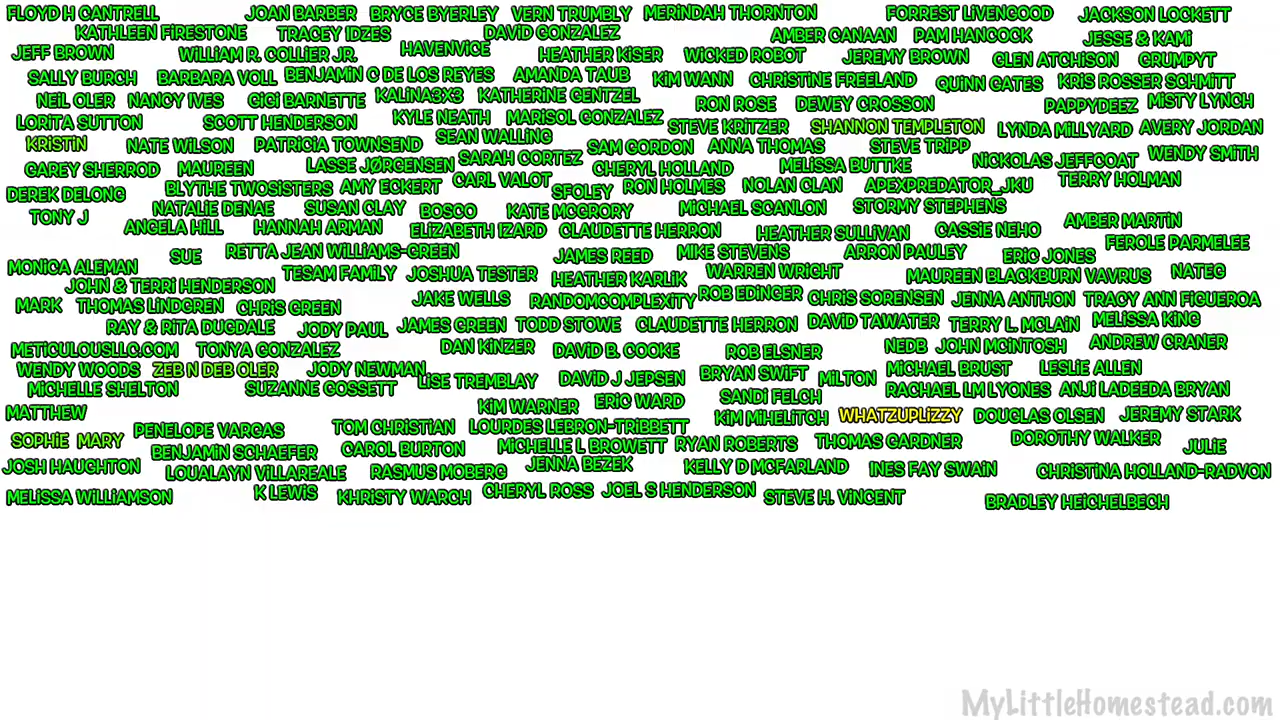 FLOYD H CANTRELL JOAN BARBER BRYCE BYERLEY VERN TRUMBLY MERINDAH THORNTON FORREST LIVENGOOD JACKSON LOCKETT
KATHLEEN FIRESTONE TRACEY IDZES DAVID GONZALEZ AMBER CANAAN PAM HANCOCK JESSE & KAMI
JEFF BROWN WILLIAM R. COLLIER JR. HAVENVICE HEATHER KISER WICKED ROBOT JEREMY BROWN GLEN ATCHISON GRUMPYT
SALLY BURCH BARBARA VOLL BENJAMIN C DE LOS REYES AMANDA TAUB KIM WANN CHRISTINE FREELAND QUINN GATES KRIS ROSSER SCHMITT
NEIL OLER NANCY IVES GIGI BARNETTE KALINA3X3 KATHERINE GENTZEL RON ROSE DEWEY CROSSON PAPPYDEEZ MISTY LYNCH
LORITA SUTTON SCOTT HENDERSON KYLE NEATH MARISOL GONZALEZ STEVE KRITZER SHANNON TEMPLETON LYNDA MILLYARD AVERY JORDAN
KRISTIN NATE WILSON PATRICIA TOWNSEND SEAN WALLING SAM GORDON ANNA THOMAS STEVE TRIPP WENDY SMITH
CAREY SHERROD MAUREEN LASSE JØRGENSEN SARAH CORTEZ CHERYL HOLLAND MELISSA BUTTKE NICKOLAS JEFFCOAT
DEREK DELONG BLYTHE TWOSISTERS AMY ECKERT CARL VALOT SFOLEY RON HOLMES NOLAN CLAN APEXPREDATOR_JKU TERRY HOLMAN
TONY J NATALIE DENAE SUSAN CLAY BOSCO KATE MCGRORY MICHAEL SCANLON STORMY STEPHENS
ANGELA HILL HANNAH ARMAN ELIZABETH IZARD CLAUDETTE HERRON HEATHER SULLIVAN CASSIE NEHO AMBER MARTIN
SUE RETTA JEAN WILLIAMS-GREEN JAMES REED MIKE STEVENS ARRON PAULEY ERIC JONES FEROLE PARMELEE
MONICA ALEMAN TESAM FAMILY JOSHUA TESTER HEATHER KARLIK WARREN WRIGHT MAUREEN BLACKBURN VAVRUS NATEG
JOHN & TERRI HENDERSON
MARK THOMAS LINDGREN CHRIS GREEN JAKE WELLS RANDOMCOMPLEXITY ROB EDINGER CHRIS SORENSEN JENNA ANTHON TRACY ANN FIGUEROA
RAY & RITA DUGDALE JODY PAUL JAMES GREEN TODD STOWE CLAUDETTE HERRON DAVID TAWATER TERRY L. MCLAIN MELISSA KING
METICULOUSLLC.COM TONYA GONZALEZ DAN KINZER DAVID B. COOKE ROB ELSNER NEDB JOHN MCINTOSH ANDREW CRANER
WENDY WOODS ZEB N DEB OLER JODY NEWMAN LISE TREMBLAY DAVID J JEPSEN BRYAN SWIFT MILTON MICHAEL BRUST LESLIE ALLEN
MICHELLE SHELTON SUZANNE GOSSETT SANDI FELCH RACHAEL LM LYONES ANJI LADEEDA BRYAN
MATTHEW KIM WARNER ERIC WARD KIM MIHELITCH WHATZUPLIZZY DOUGLAS OLSEN JEREMY STARK
SOPHIE MARY PENELOPE VARGAS TOM CHRISTIAN LOURDES LEBRON-TRIBBETT THOMAS GARDNER DOROTHY WALKER JULIE
BENJAMIN SCHAEFER CAROL BURTON MICHELLE L BROWETT RYAN ROBERTS
JOSH HAUGHTON LOUALAYN VILLAREALE RASMUS MOBERG JENNA BEZEK KELLY D MCFARLAND INES FAY SWAIN CHRISTINA HOLLAND-RADVON
MELISSA WILLIAMSON K LEWIS KHRISTY WARCH CHERYL ROSS JOEL S HENDERSON STEVE H. VINCENT BRADLEY HEICHELBECH
MyLittleHomestead.com